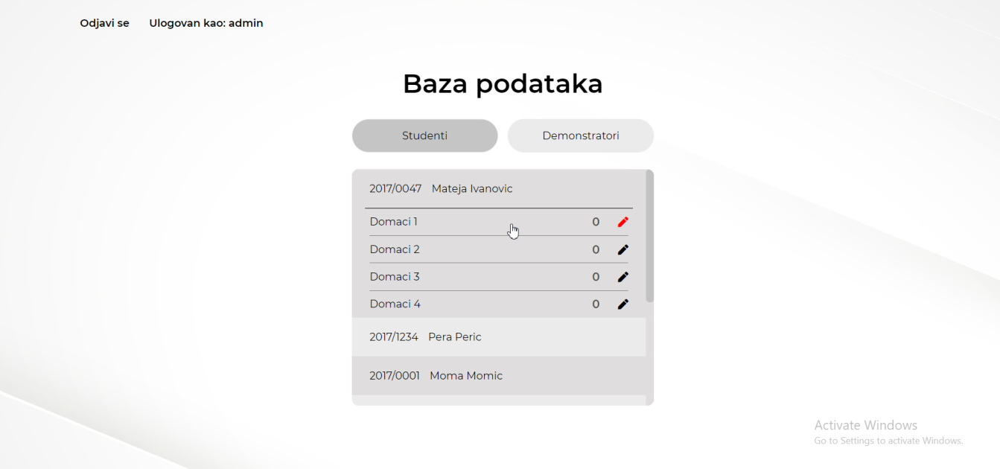 Odjavi se Ulogovan kao: admin
Baza podataka
Studenti Demonstratori
2017/0047 Mateja Ivanovic
Domaci 1 0
Domaci 2 0
Domaci 3 0
Domaci 4 0
2017/1234 Pera Peric
2017/0001 Moma Momic
Activate Windows
Go to Settings to activate Windows.